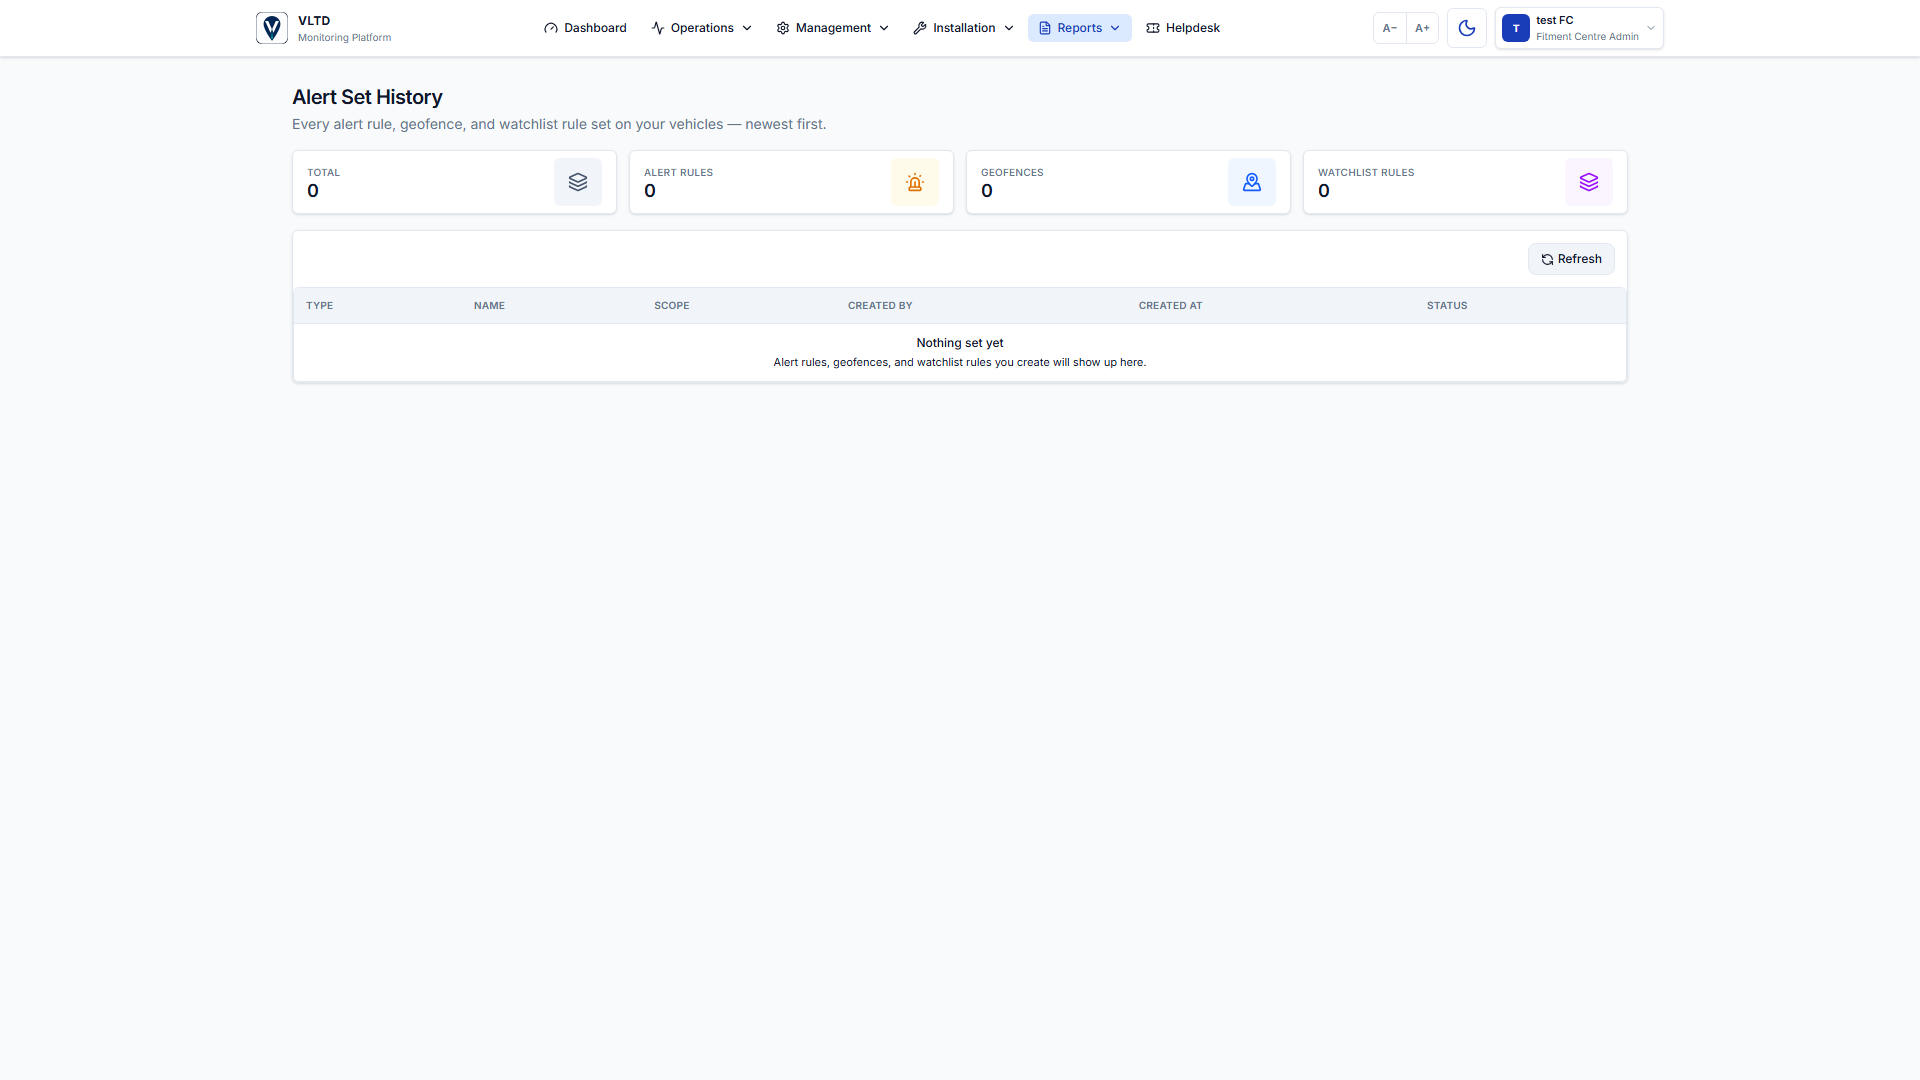 VLTD
Monitoring Platform
Dashboard
Operations
Management
Installation
Reports
Helpdesk
A−
A+
T
test FC
Fitment Centre Admin
Alert Set History
Every alert rule, geofence, and watchlist rule set on your vehicles — newest first.
TOTAL
0
ALERT RULES
0
GEOFENCES
0
WATCHLIST RULES
0
Refresh
TYPE NAME SCOPE CREATED BY CREATED AT STATUS
Nothing set yet
Alert rules, geofences, and watchlist rules you create will show up here.